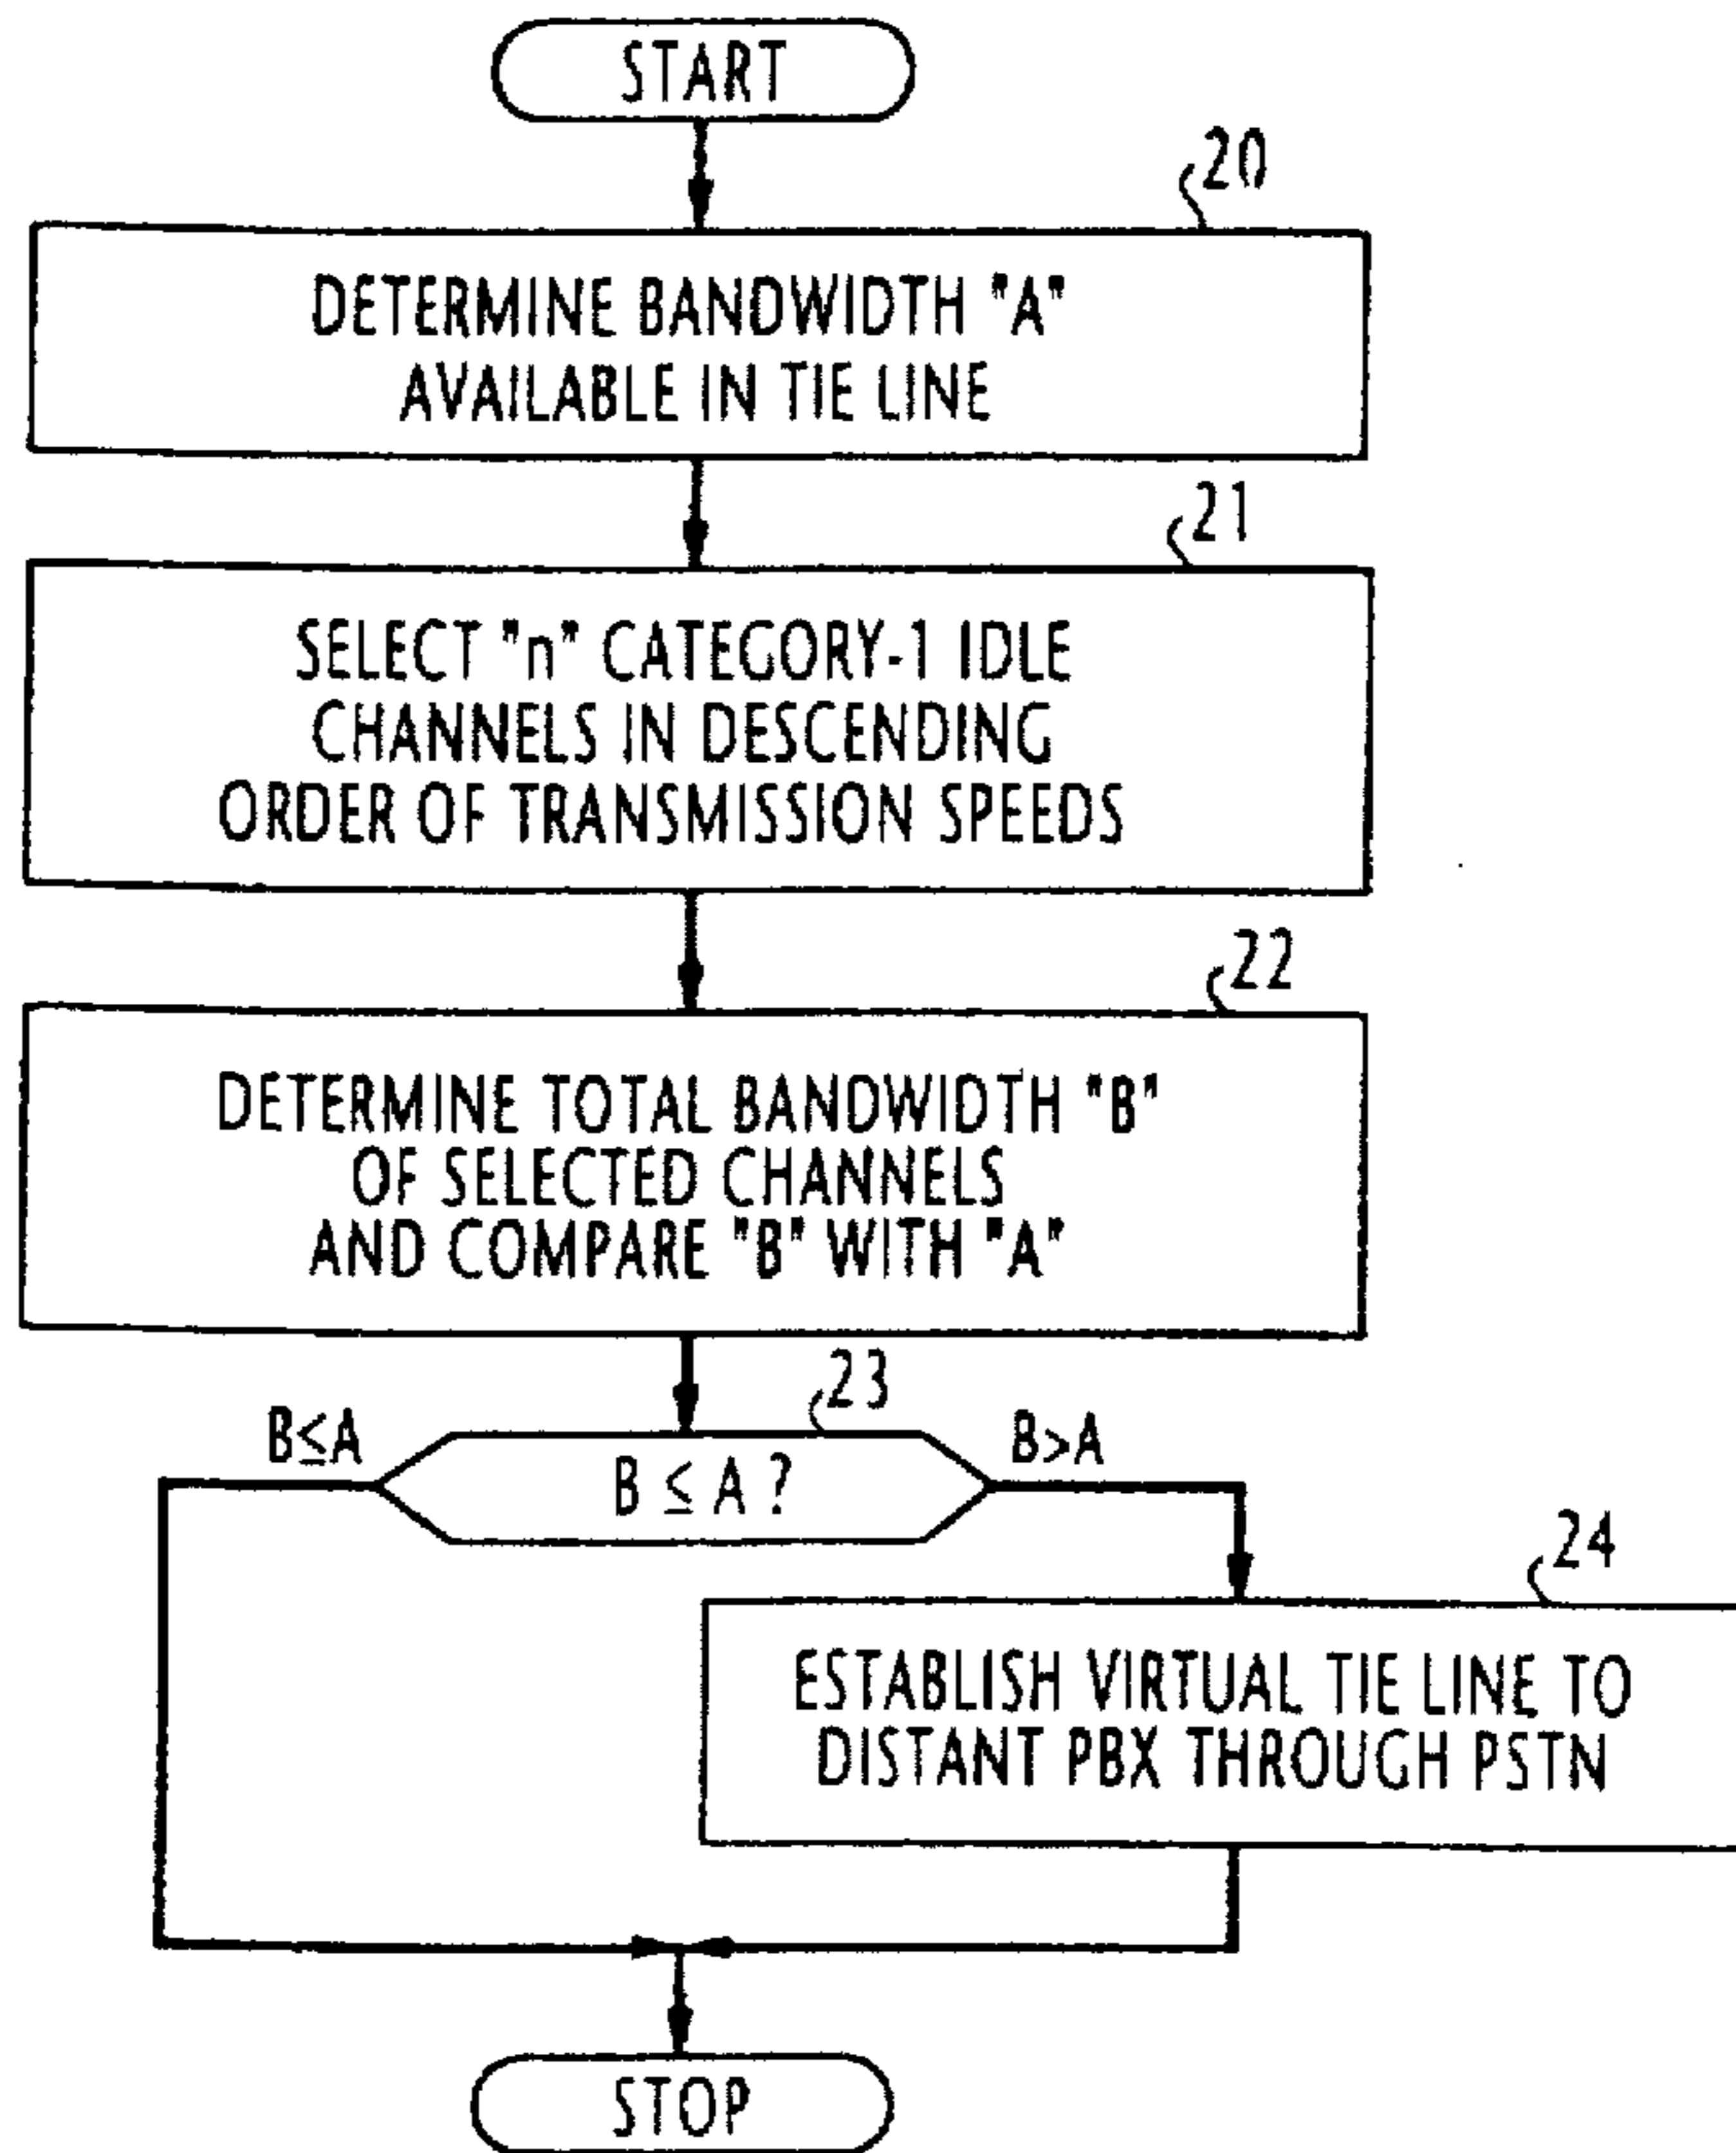 START
20
DETERMINE BANDWIDTH "A"
AVAILABLE IN TIE LINE
21
SELECT "n" CATEGORY-1 IDLE
CHANNELS IN DESCENDING
ORDER OF TRANSMISSION SPEEDS
22
DETERMINE TOTAL BANDWIDTH "B"
OF SELECTED CHANNELS
AND COMPARE "B" WITH "A"
23
B≤A
B ≤ A ?
B>A
24
ESTABLISH VIRTUAL TIE LINE TO
DISTANT PBX THROUGH PSTN
STOP